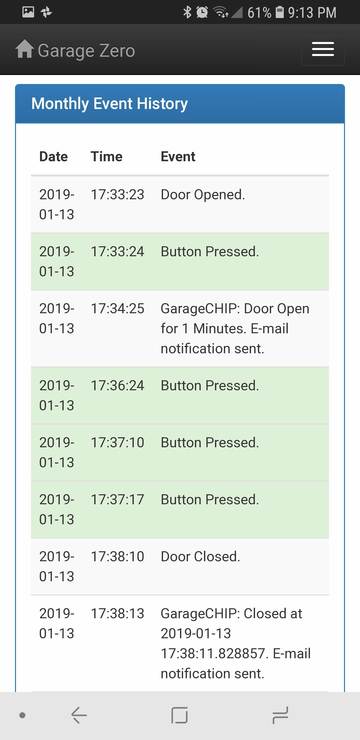 61% 9:13 PM
Garage Zero
Monthly Event History
Date Time Event
2019- 17:33:23 Door Opened.
01-13
2019- 17:33:24 Button Pressed.
01-13
2019- 17:34:25 GarageCHIP: Door Open
01-13 for 1 Minutes. E-mail
notification sent.
2019- 17:36:24 Button Pressed.
01-13
2019- 17:37:10 Button Pressed.
01-13
2019- 17:37:17 Button Pressed.
01-13
2019- 17:38:10 Door Closed.
01-13
2019- 17:38:13 GarageCHIP: Closed at
01-13 2019-01-13
17:38:11.828857. E-mail
notification sent.